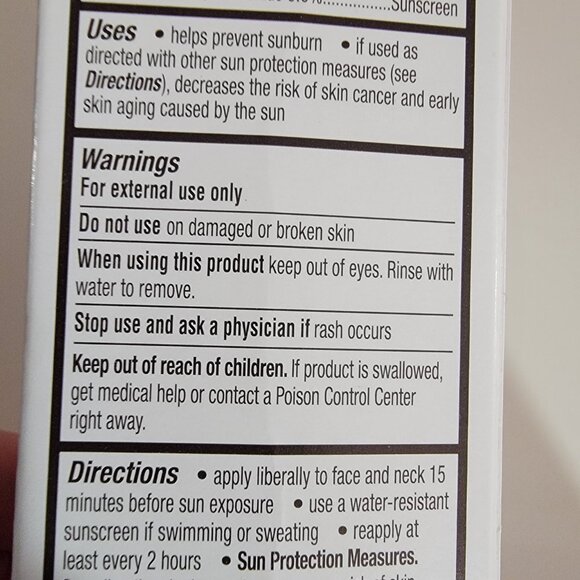 Sunscreen
Uses • helps prevent sunburn • if used as
directed with other sun protection measures (see
Directions), decreases the risk of skin cancer and early
skin aging caused by the sun
Warnings
For external use only
Do not use on damaged or broken skin
When using this product keep out of eyes. Rinse with
water to remove.
Stop use and ask a physician if rash occurs
Keep out of reach of children. If product is swallowed,
get medical help or contact a Poison Control Center
right away.
Directions • apply liberally to face and neck 15
minutes before sun exposure • use a water-resistant
sunscreen if swimming or sweating • reapply at
least every 2 hours • Sun Protection Measures.